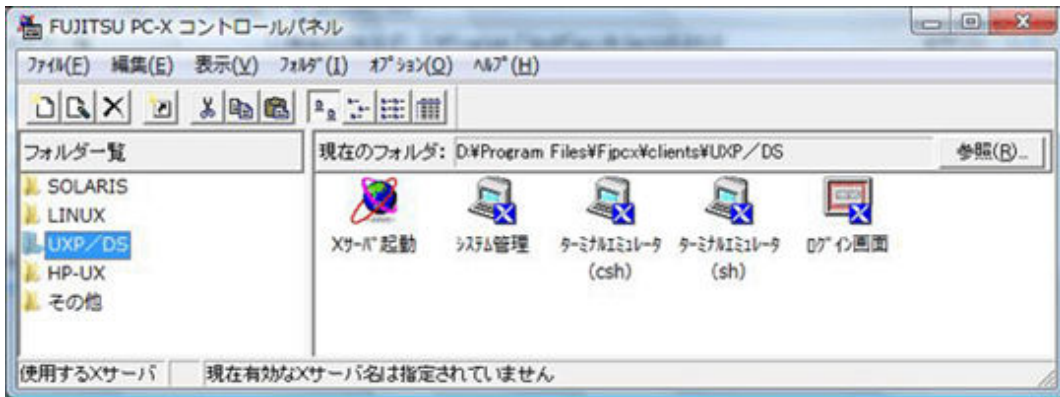 FUJITSU PC-X コントロールパネル
ﾌｧｲﾙ(F) 編集(E) 表示(V) ﾌｫﾙﾀﾞ(I) ｵﾌﾟｼｮﾝ(O) ﾍﾙﾌﾟ(H)
フォルダ一覧
現在のフォルダ: D:¥Program Files¥Fjpcx¥clients¥UXP／DS 参照(R)...
SOLARIS
LINUX
UXP／DS
HP-UX
その他
Xｻｰﾊﾞ起動
ｼｽﾃﾑ管理
ﾀｰﾐﾅﾙｴﾐｭﾚｰﾀ
(csh)
ﾀｰﾐﾅﾙｴﾐｭﾚｰﾀ
(sh)
ﾛｸﾞｲﾝ画面
使用するXサーバ 現在有効なXサーバ名は指定されていません